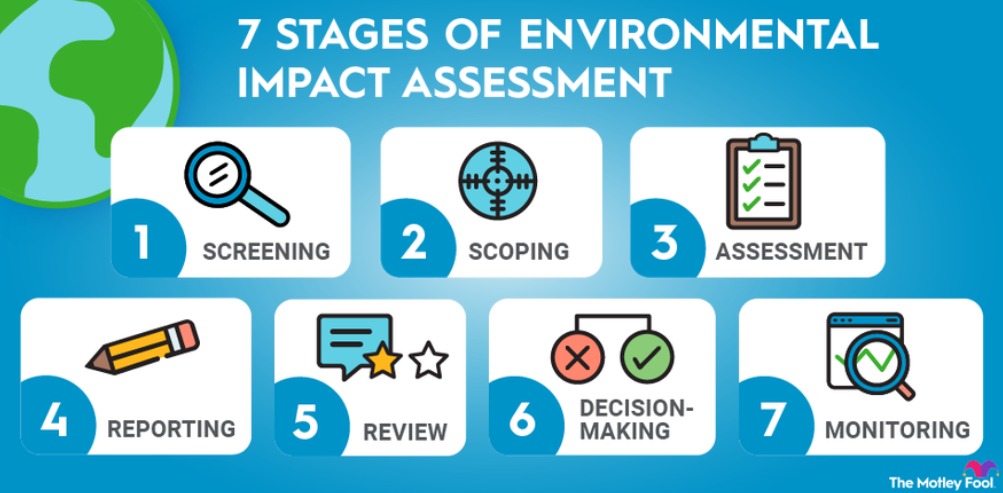 7 STAGES OF ENVIRONMENTAL
IMPACT ASSESSMENT
1
SCREENING
2
SCOPING
3
ASSESSMENT
4
REPORTING
5
REVIEW
6
DECISION-
MAKING
7
MONITORING
The Motley Fool